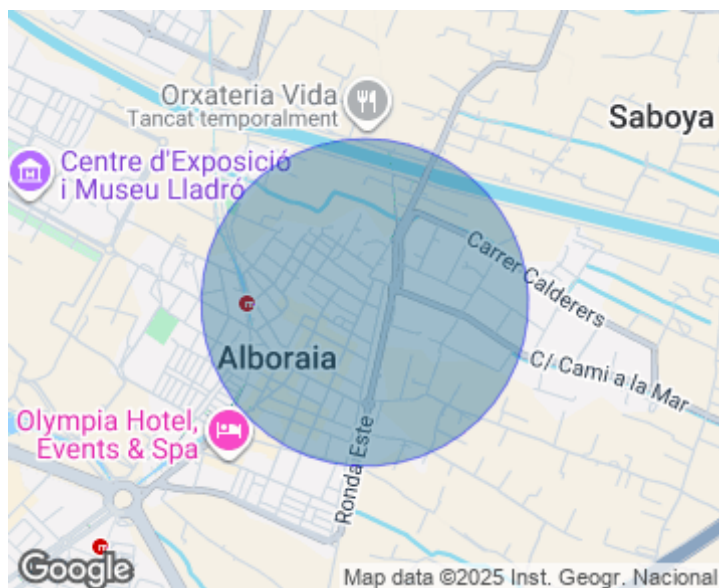 Orxateria Vida
Tancat temporalment
Saboya
Centre d'Exposició
i Museu Lladró
Carrer Calderers
Alboraia
C/ Cami a la Mar
Olympia Hotel,
Events & Spa
Ronda Este
m
m
Google
Map data ©2025 Inst. Geogr. Nacional